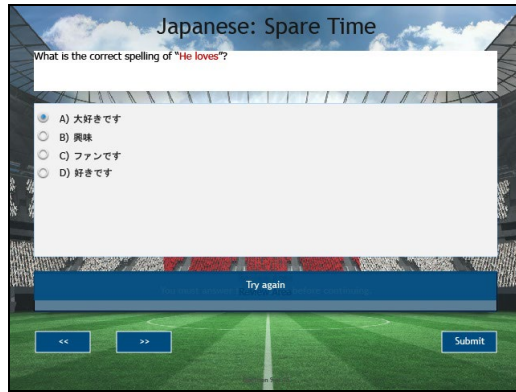 Japanese: Spare Time
What is the correct spelling of "He loves"?
A) 大好きです
B) 興味
C) ファンです
D) 好きです
Try again
<<
>>
Submit